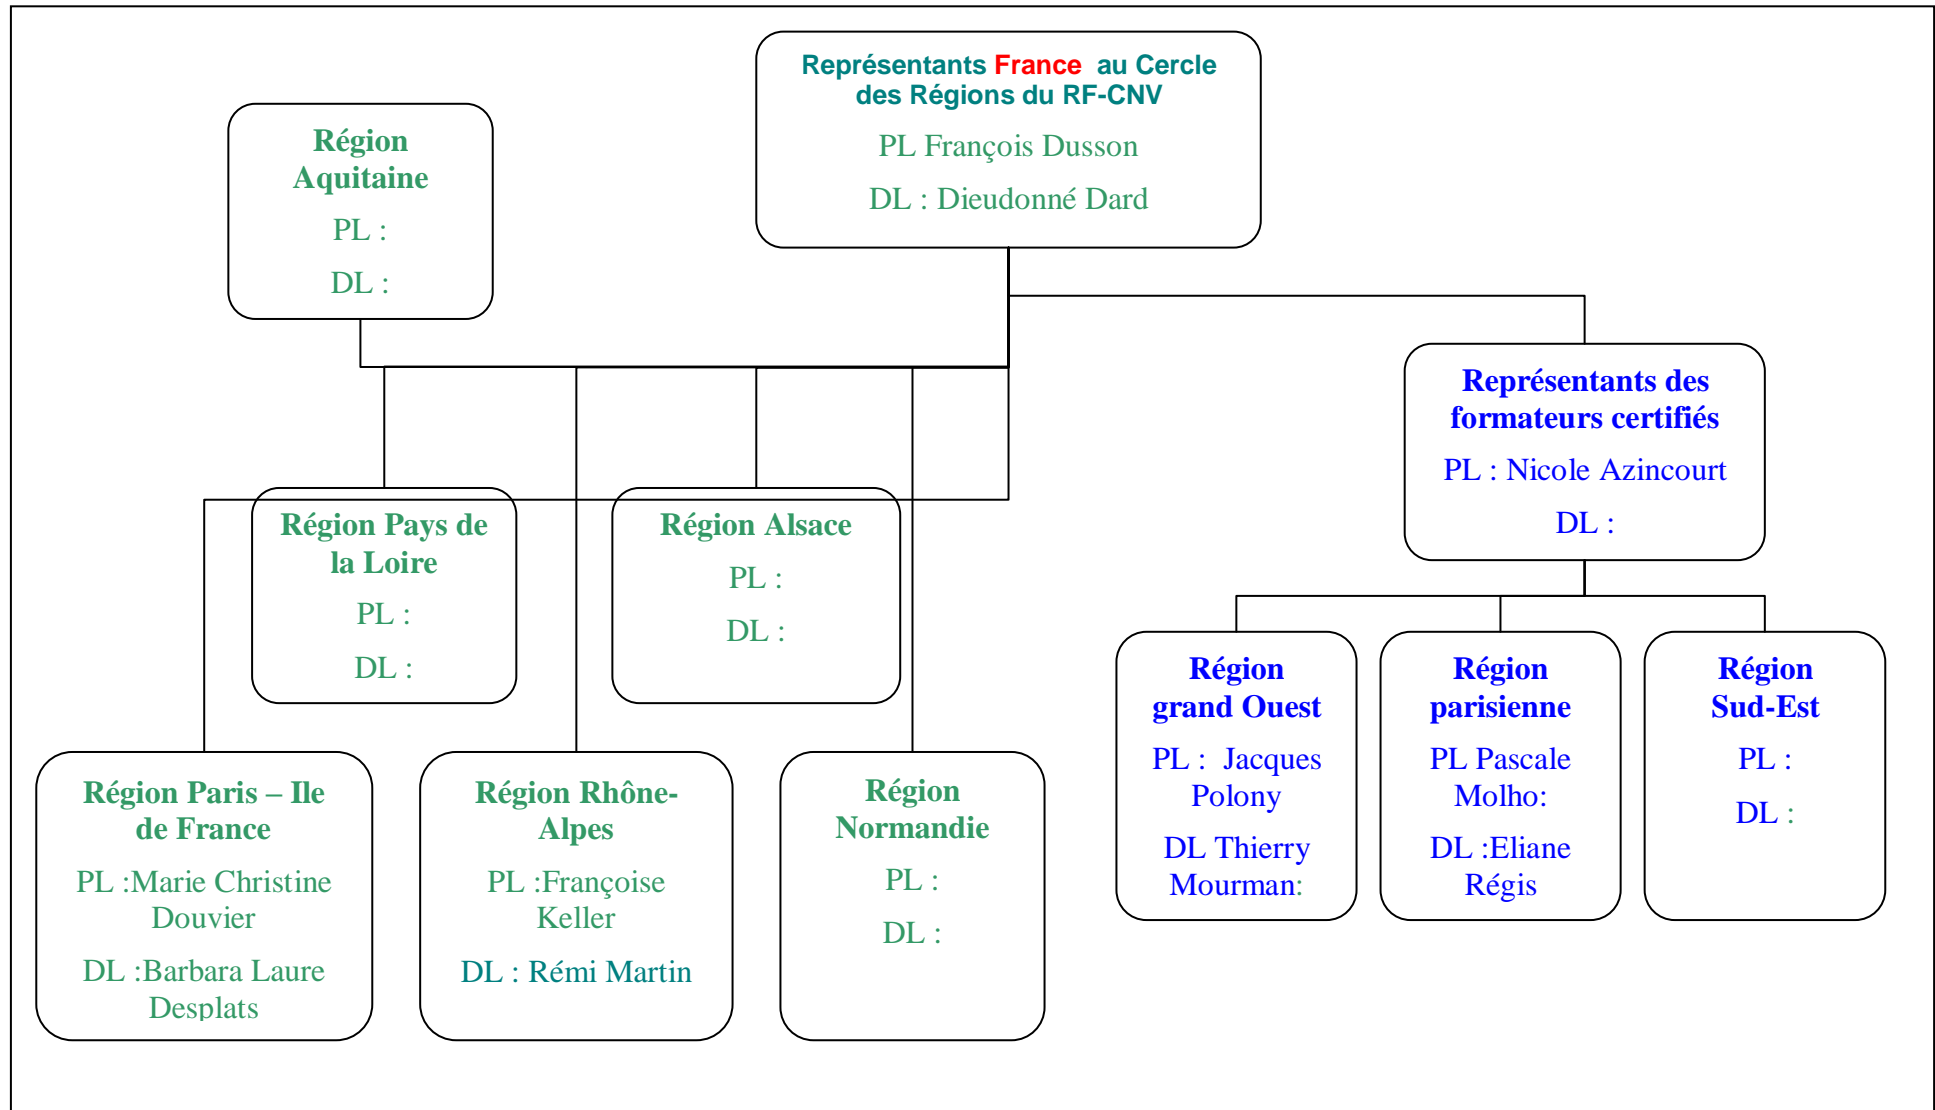 Représentants France au Cercle
des Régions du RF-CNV
PL François Dusson
DL : Dieudonné Dard
Région
Aquitaine
PL :
DL :
Représentants des
formateurs certifiés
PL : Nicole Azincourt
DL :
Région Pays de
la Loire
PL :
DL :
Région Alsace
PL :
DL :
Région
grand Ouest
PL : Jacques
Polony
DL Thierry
Mourman:
Région
parisienne
PL Pascale
Molho:
DL :Eliane
Régis
Région
Sud-Est
PL :
DL :
Région Paris – Ile
de France
PL :Marie Christine
Douvier
DL :Barbara Laure
Desplats
Région Rhône-
Alpes
PL :Françoise
Keller
DL : Rémi Martin
Région
Normandie
PL :
DL :